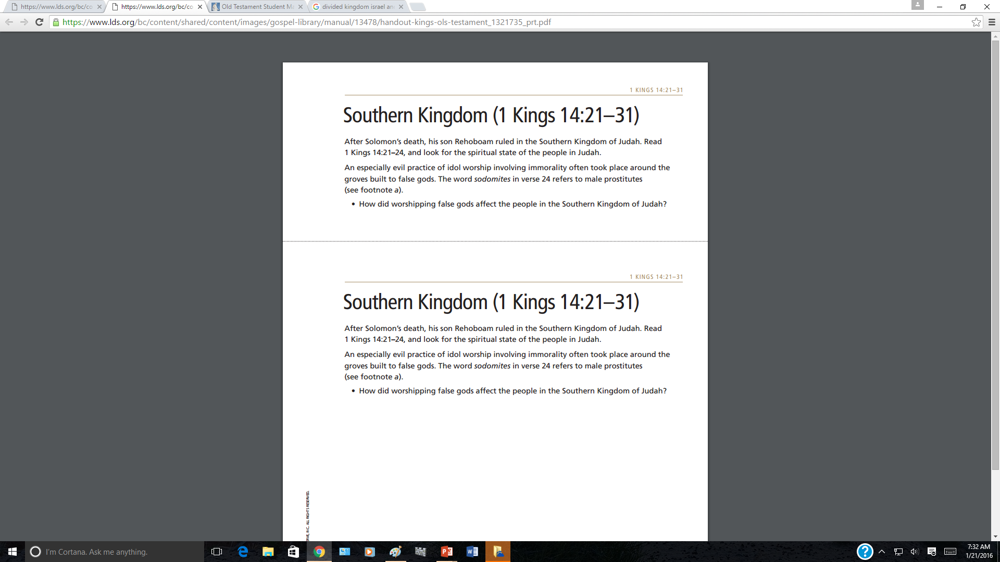 https://www.lds.org/bc/co
https://www.lds.org/bc/co
Old Testament Student Ma
divided kingdom israel an
https://www.lds.org/bc/content/shared/content/images/gospel-library/manual/13478/handout-kings-ols-testament_1321735_prt.pdf
1 KINGS 14:21–31
Southern Kingdom (1 Kings 14:21–31)
After Solomon’s death, his son Rehoboam ruled in the Southern Kingdom of Judah. Read
1 Kings 14:21–24, and look for the spiritual state of the people in Judah.
An especially evil practice of idol worship involving immorality often took place around the
groves built to false gods. The word sodomites in verse 24 refers to male prostitutes
(see footnote a).
• How did worshipping false gods affect the people in the Southern Kingdom of Judah?
1 KINGS 14:21–31
Southern Kingdom (1 Kings 14:21–31)
After Solomon’s death, his son Rehoboam ruled in the Southern Kingdom of Judah. Read
1 Kings 14:21–24, and look for the spiritual state of the people in Judah.
An especially evil practice of idol worship involving immorality often took place around the
groves built to false gods. The word sodomites in verse 24 refers to male prostitutes
(see footnote a).
• How did worshipping false gods affect the people in the Southern Kingdom of Judah?
INC. ALL RIGHTS RESERVED.
I'm Cortana. Ask me anything.
7:32 AM
1/21/2016